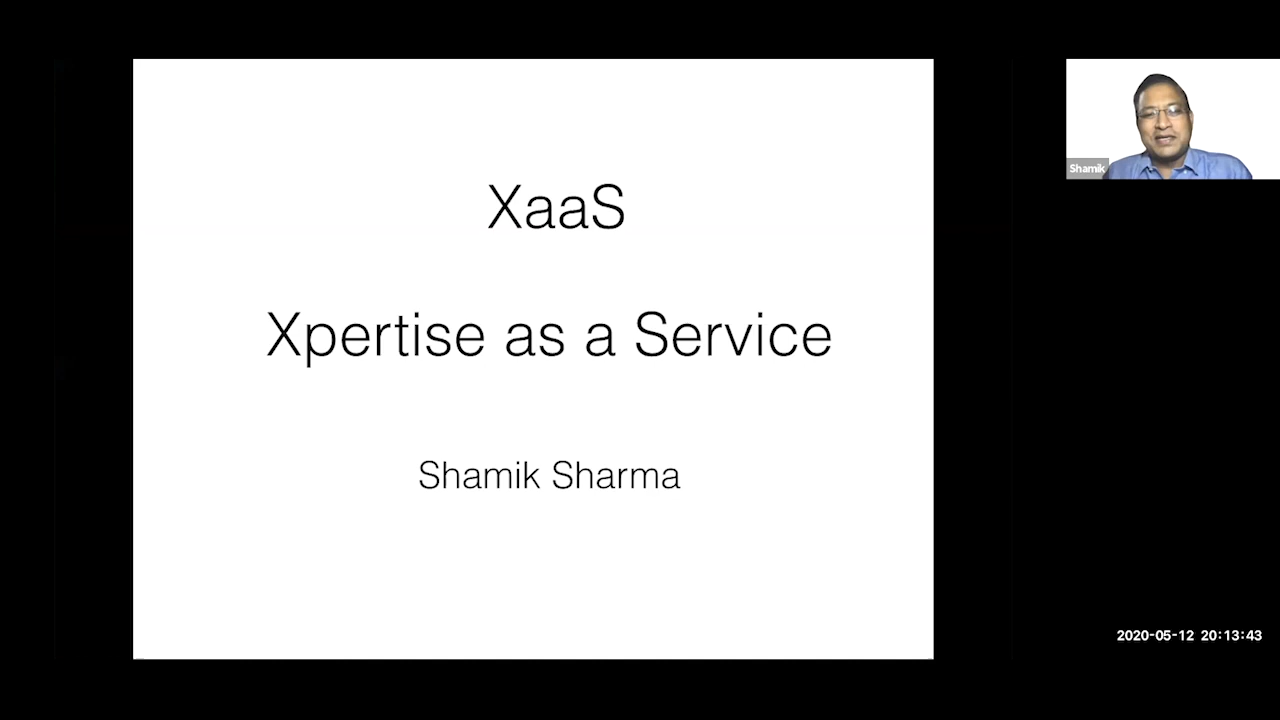 XaaS
Xpertise as a Service
Shamik Sharma
Shamik
2020-05-12 20:13:43